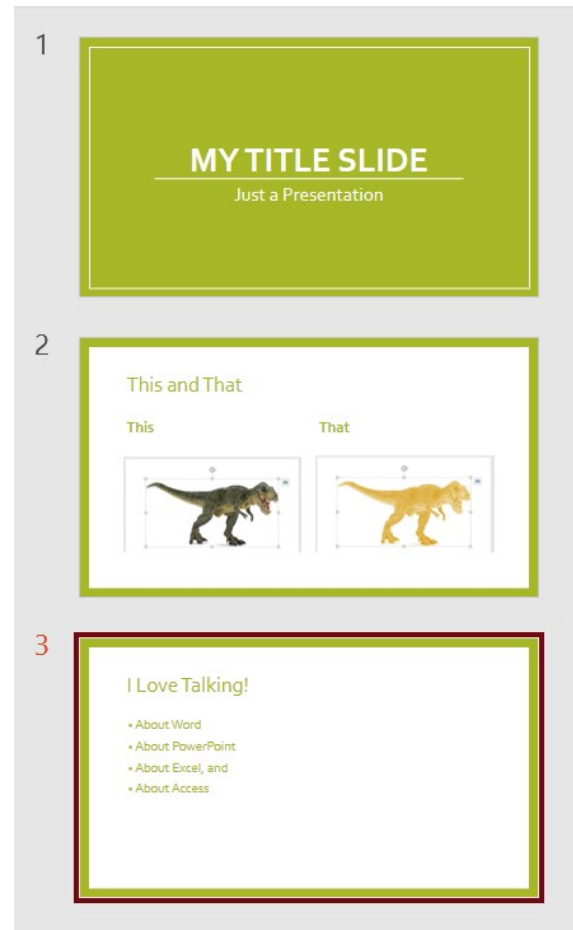 1
MY TITLE SLIDE
Just a Presentation
2
This and That
This That
3
I Love Talking!
• About Word
• About PowerPoint
• About Excel, and
• About Access